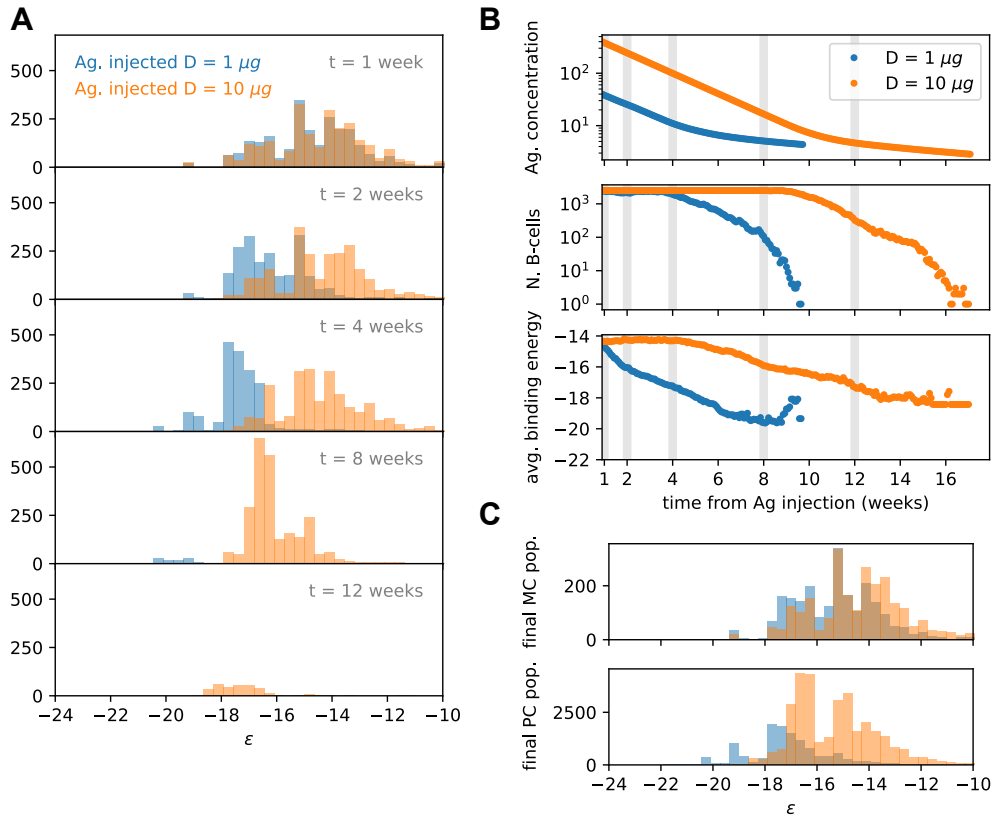 A
Ag. injected D = 1 μg
Ag. injected D = 10 μg
t = 1 week
500
250
0
t = 2 weeks
500
250
0
t = 4 weeks
500
250
0
t = 8 weeks
500
250
0
t = 12 weeks
500
250
0
−24 −22 −20 −18 −16 −14 −12 −10
ε
B
Ag. concentration
10² 
10¹
D = 1 μg
D = 10 μg
N. B-cells
10³
10²
10¹
10⁰
avg. binding energy
−14
−16
−18
−20
−22
1 2 4 6 8 10 12 14 16
time from Ag injection (weeks)
C
final MC pop.
200
0
final PC pop.
2500
0
−24 −22 −20 −18 −16 −14 −12 −10
ε